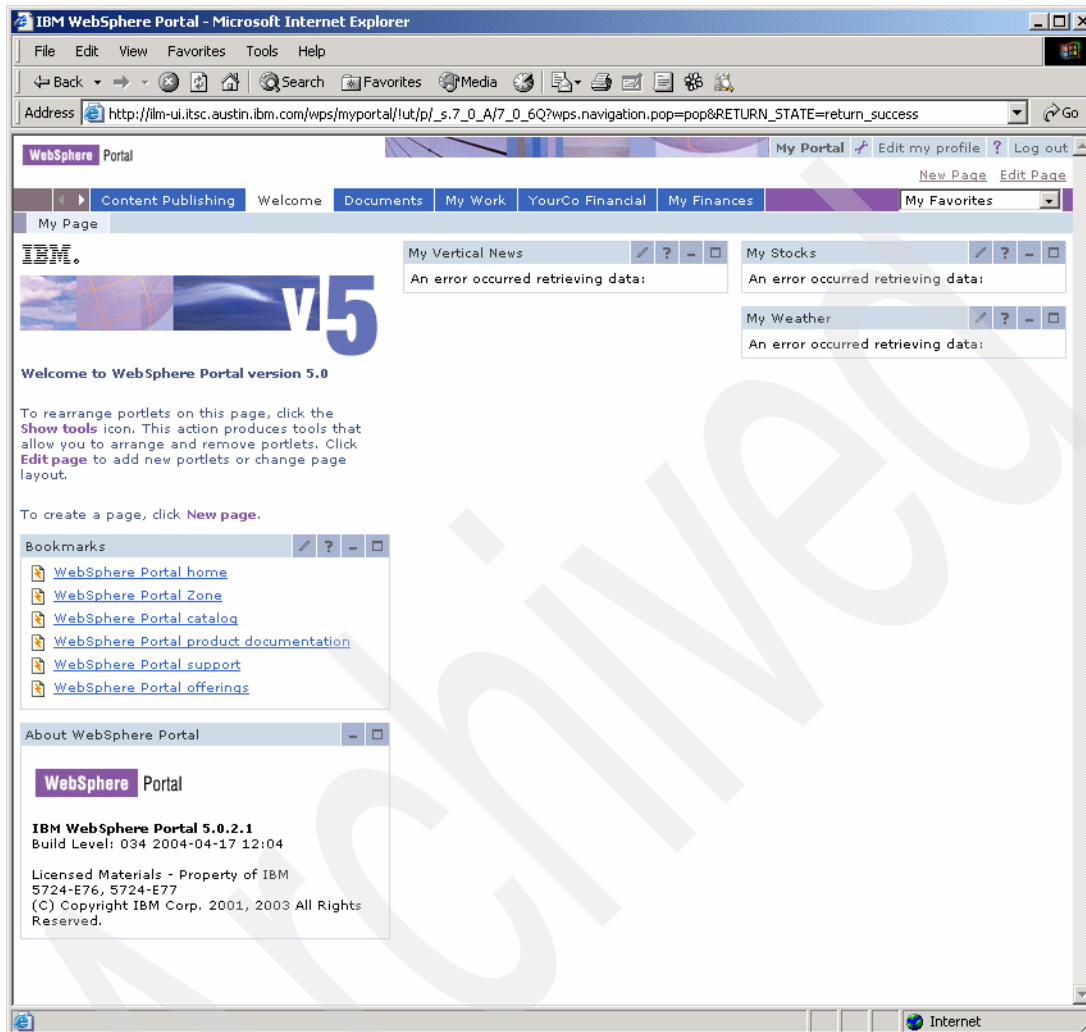 IBM WebSphere Portal - Microsoft Internet Explorer
File Edit View Favorites Tools Help
Back Search Favorites Media
Address http://ilm-ui.itsc.austin.ibm.com/wps/myportal/!ut/p/_s.7_0_A/7_0_6Q?wps.navigation.pop=pop&RETURN_STATE=return_success Go
WebSphere Portal My Portal Edit my profile ? Log out
New Page Edit Page
Content Publishing Welcome Documents My Work YourCo Financial My Finances My Favorites
My Page
IBM.
v5
My Vertical News ?
An error occurred retrieving data:
My Stocks ?
An error occurred retrieving data:
My Weather ?
An error occurred retrieving data:
Welcome to WebSphere Portal version 5.0
To rearrange portlets on this page, click the
Show tools icon. This action produces tools that
allow you to arrange and remove portlets. Click
Edit page to add new portlets or change page
layout.
To create a page, click New page.
Bookmarks ?
WebSphere Portal home
WebSphere Portal Zone
WebSphere Portal catalog
WebSphere Portal product documentation
WebSphere Portal support
WebSphere Portal offerings
About WebSphere Portal
WebSphere Portal
IBM WebSphere Portal 5.0.2.1
Build Level: 034 2004-04-17 12:04
Licensed Materials - Property of IBM
5724-E76, 5724-E77
(C) Copyright IBM Corp. 2001, 2003 All Rights
Reserved.
Internet
Archived